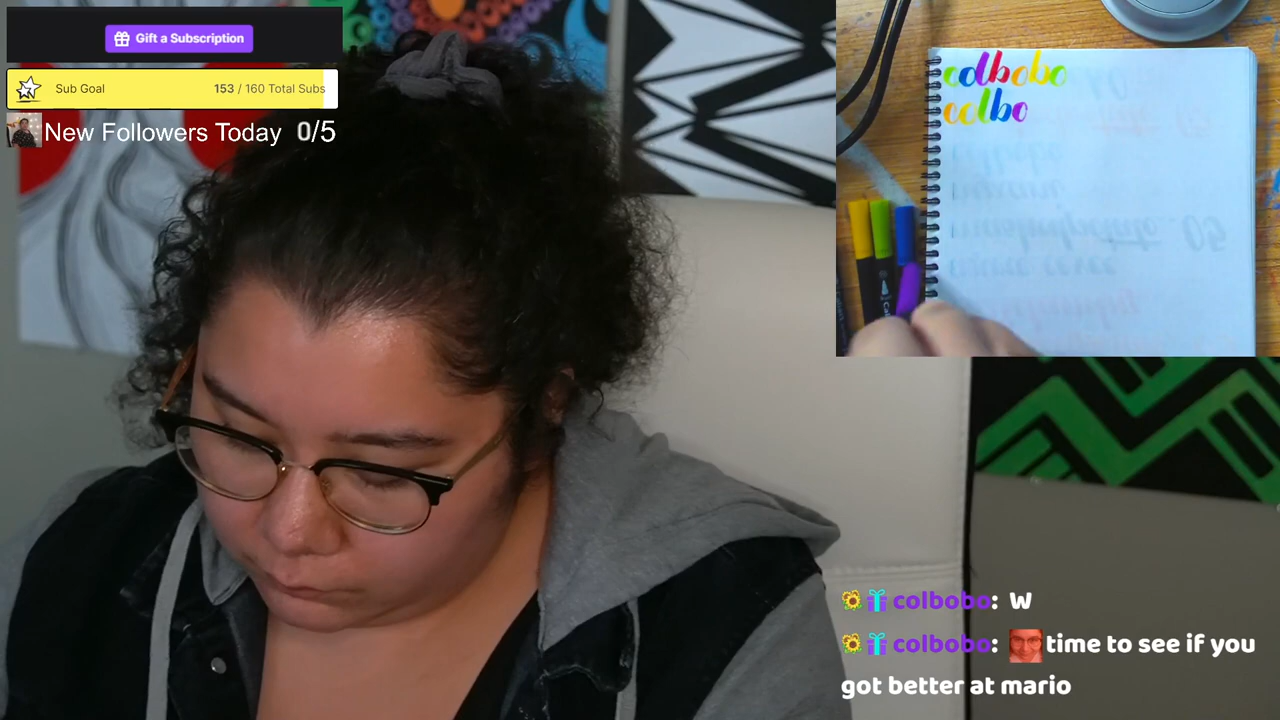 Gift a Subscription
Sub Goal 153 / 160 Total Subs
New Followers Today 0/5
colbobo
colbo
colbobo: W
colbobo: time to see if you
got better at mario